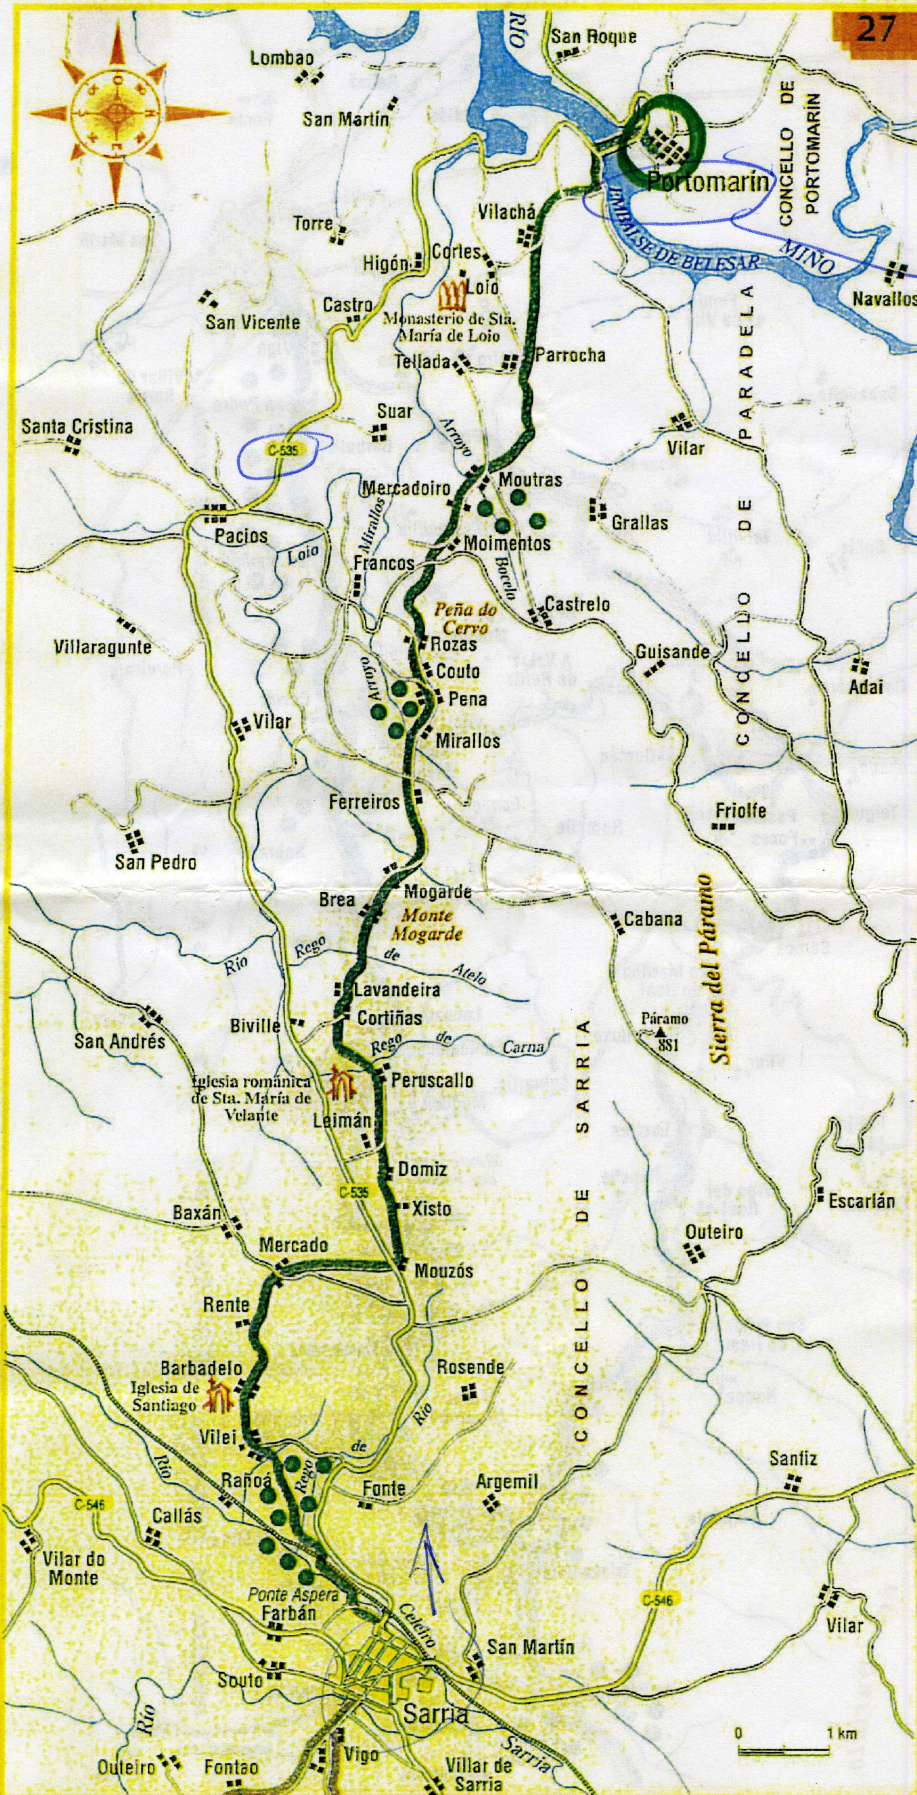 27
RÍO
San Roque
Lombao
San Martín
CONCELLO DE
PORTOMARÍN
Portomarín
Vilachá
Torre
EMBALSE DE BELESAR
MIÑO
Higón
Cortes
Loio
Navallos
San Vicente
Castro
Monasterio de Sta.
María de Loio
Tellada
Parrocha
Santa Cristina
Suar
C-535
Arroyo
Vilar
CONCELLO DE PARADELA
Mercadoiro
Moutras
Grallas
Pacios
Loio
Mirallos
Moimentos
Francos
Bocelo
Castrelo
Peña do
Cervo
Villaragunte
Rozas
Guisande
Arroyo
Couto
Adai
Pena
Vilar
Mirallos
Ferreiros
Friolfe
San Pedro
Mogarde
Brea
Monte
Mogarde
Cabana
Sierra del Páramo
Río
Rego de Atelo
Lavandeira
San Andrés
Biville
Cortiñas
Páramo
881
Rego de Carna
Iglesia románica
de Sta. María de
Velante
Peruscallo
Leimán
CONCELLO DE SARRIA
Domiz
C-535
Xisto
Escarlán
Baxán
Outeiro
Mercado
Mouzós
Rente
Barbadelo
Iglesia de
Santiago
Rosende
Río
Vilei
de
Rego
Río
Rañoá
Fonte
Argemil
Sanfiz
C-546
Callás
Vilar do
Monte
Ponte Aspera
Farbán
Celeiro
C-546
Vilar
San Martín
Souto
Sarria
Río
Sarria
0 1 km
Outeiro
Fontao
Vigo
Villar de
Sarria